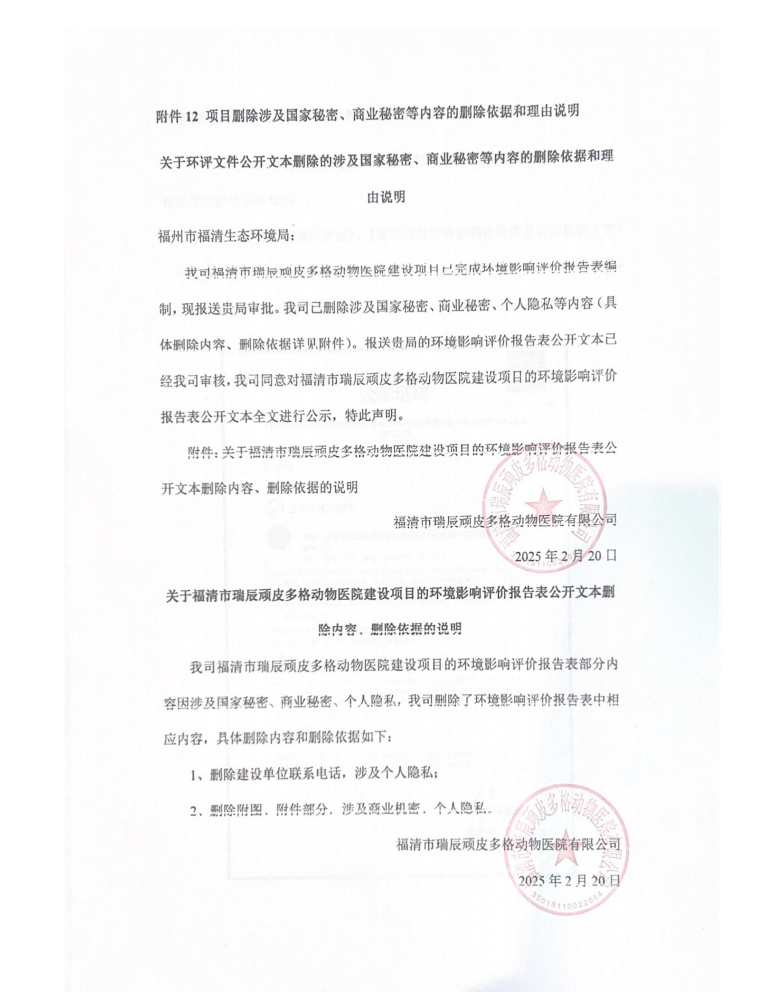 附件 12 项目删除涉及国家秘密、商业秘密等内容的删除依据和理由说明
关于环评文件公开文本删除的涉及国家秘密、商业秘密等内容的删除依据和理
由说明
福州市福清生态环境局：
我司福清市瑞辰顽皮多格动物医院建设项目已完成环境影响评价报告表编
制，现报送贵局审批。我司已删除涉及国家秘密、商业秘密、个人隐私等内容（具
体删除内容、删除依据详见附件）。报送贵局的环境影响评价报告表公开文本已
经我司审核，我司同意对福清市瑞辰顽皮多格动物医院建设项目的环境影响评价
报告表公开文本全文进行公示，特此声明。
附件：关于福清市瑞辰顽皮多格动物医院建设项目的环境影响评价报告表公
开文本删除内容、删除依据的说明
福清市瑞辰顽皮多格动物医院有限公司
2025 年 2 月 20 日
关于福清市瑞辰顽皮多格动物医院建设项目的环境影响评价报告表公开文本删
除内容、删除依据的说明
我司福清市瑞辰顽皮多格动物医院建设项目的环境影响评价报告表部分内
容因涉及国家秘密、商业秘密、个人隐私，我司删除了环境影响评价报告表中相
应内容，具体删除内容和删除依据如下：
1、删除建设单位联系电话，涉及个人隐私；
2、删除附图、附件部分，涉及商业机密、个人隐私。
福清市瑞辰顽皮多格动物医院有限公司
2025 年 2 月 20 日
福清市瑞辰顽皮多格动物医院有限公司